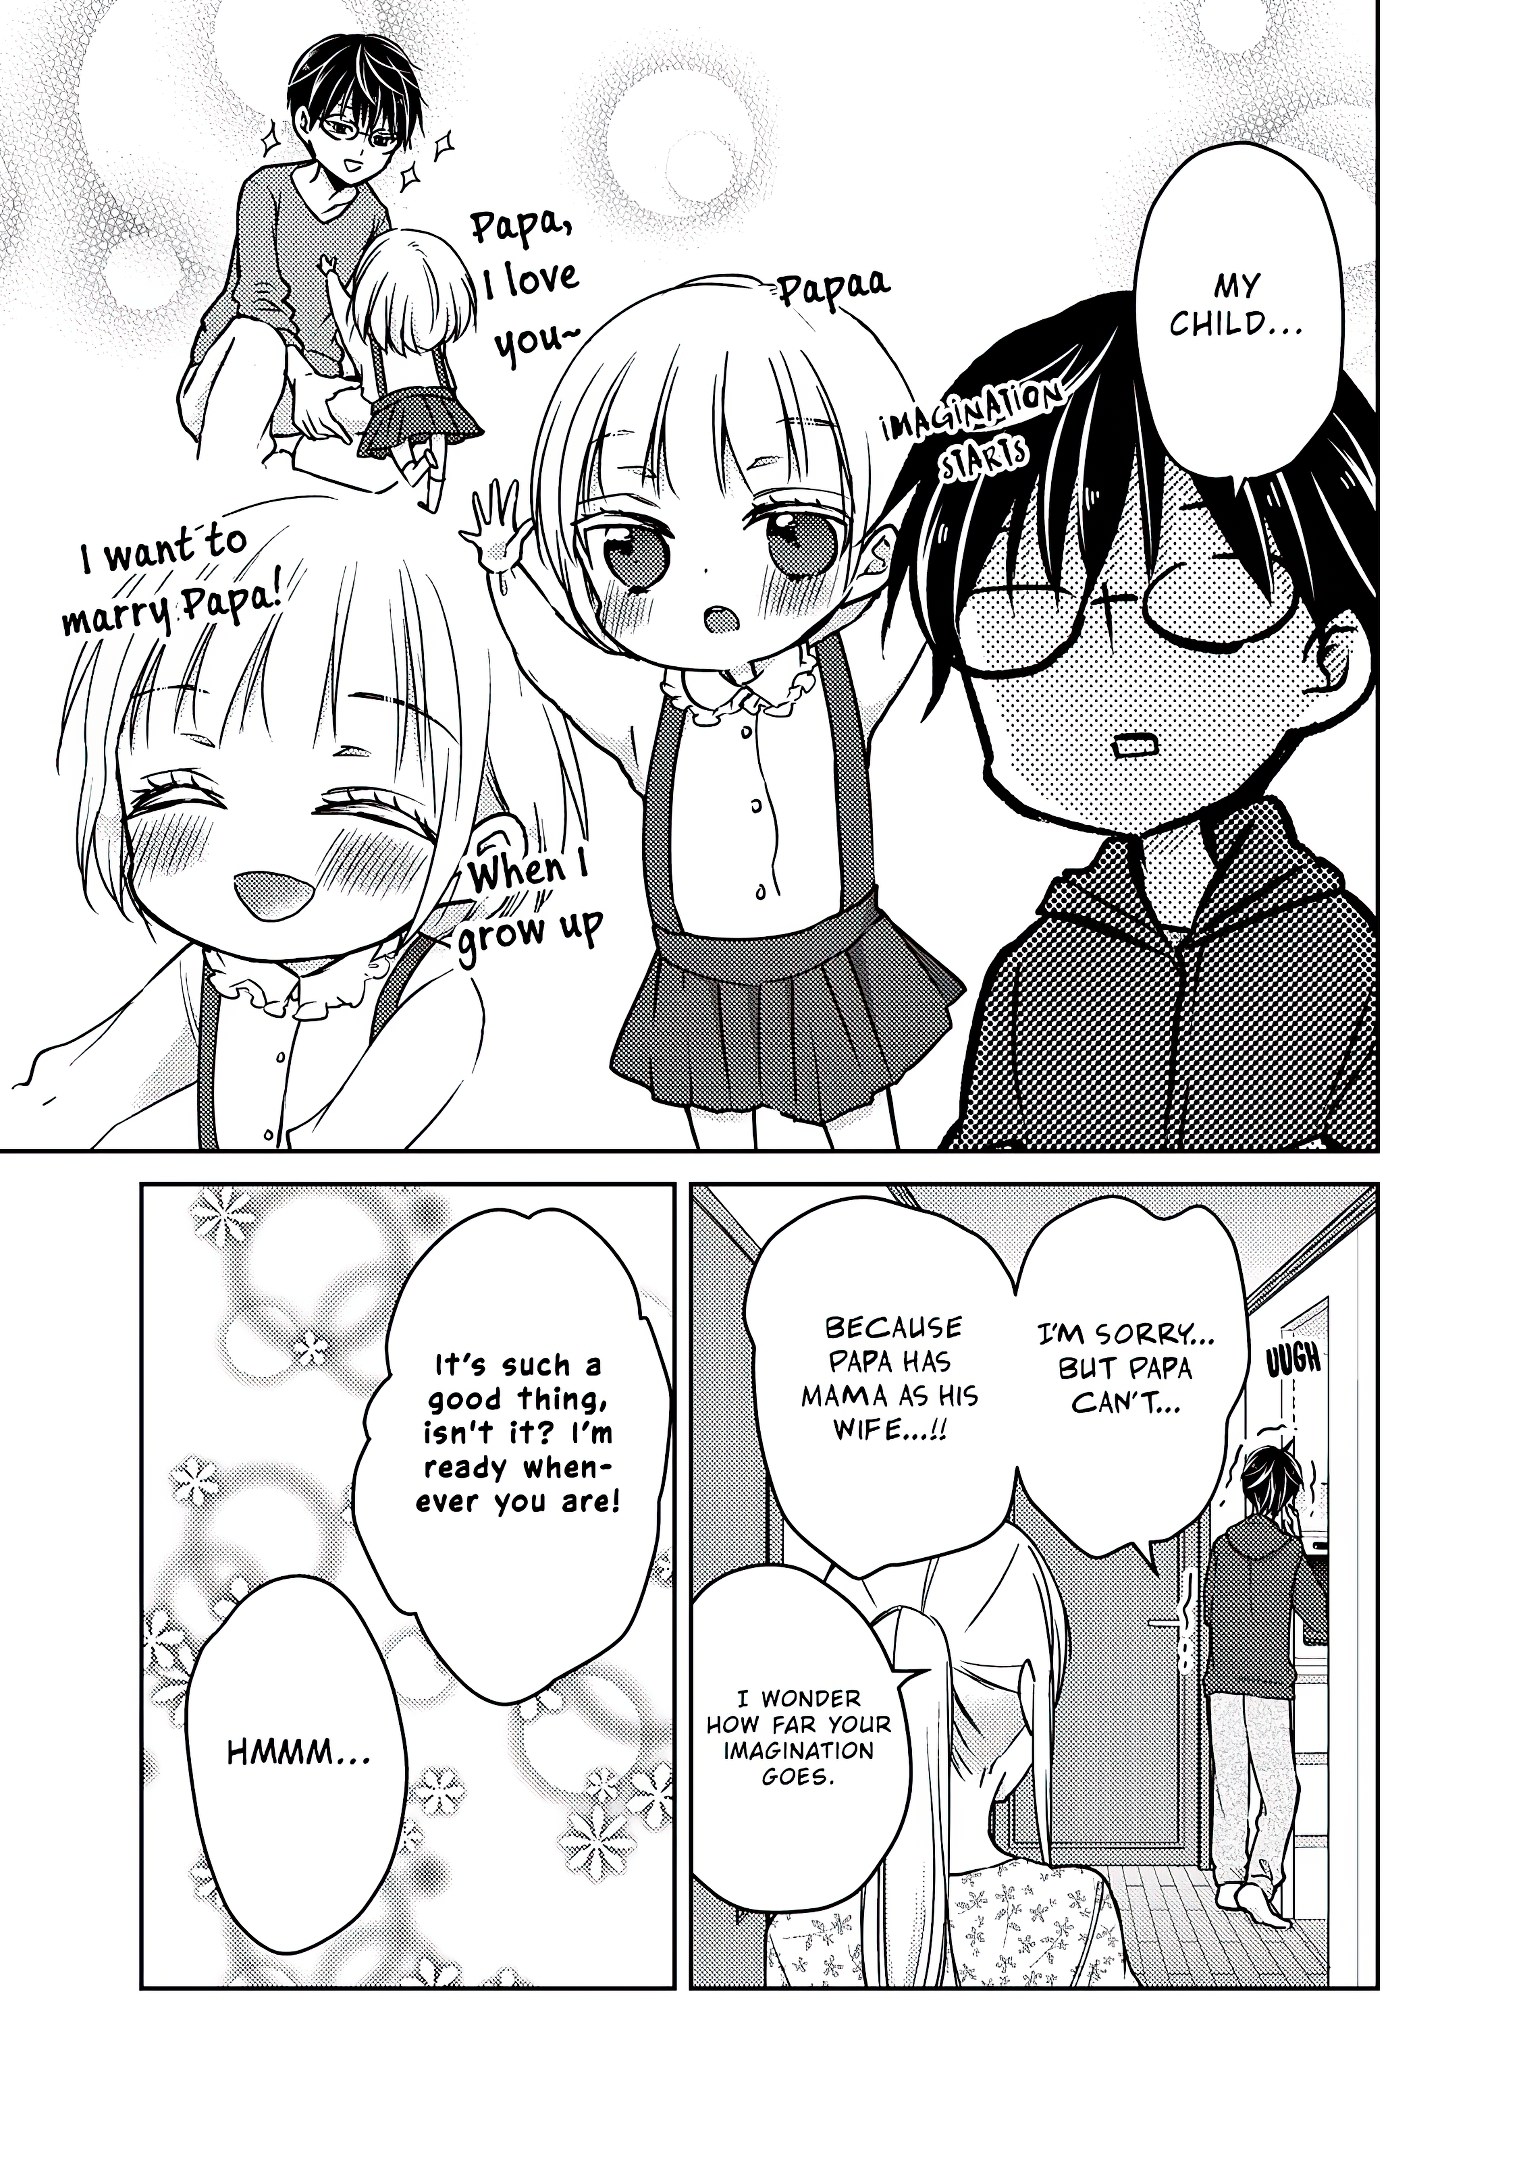 MY
CHILD...
IMAGINATION
STARTS
Papaa
Papa,
I love
you~
When I
grow up
I want to
marry Papa!
I'M SORRY...
BUT PAPA
CAN'T...
UUGH
BECAUSE
PAPA HAS
MAMA AS HIS
WIFE...!!
I WONDER
HOW FAR YOUR
IMAGINATION
GOES.
It's such a
good thing,
isn't it? I'm
ready when-
ever you are!
HMMM...